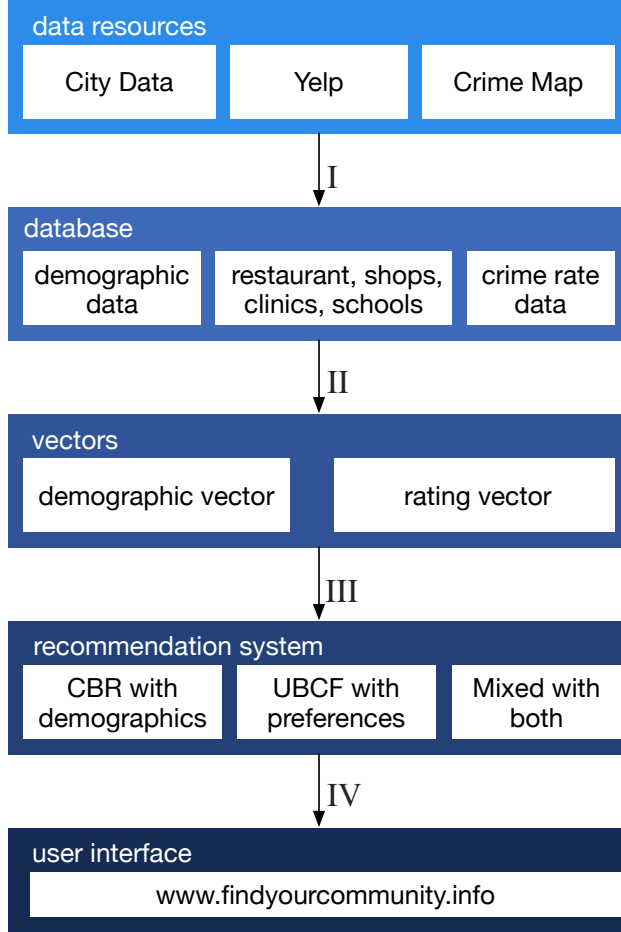 data resources
City Data
Yelp
Crime Map
I
database
demographic
data
restaurant, shops,
clinics, schools
crime rate
data
II
vectors
demographic vector
rating vector
III
recommendation system
CBR with
demographics
UBCF with
preferences
Mixed with
both
IV
user interface
www.findyourcommunity.info